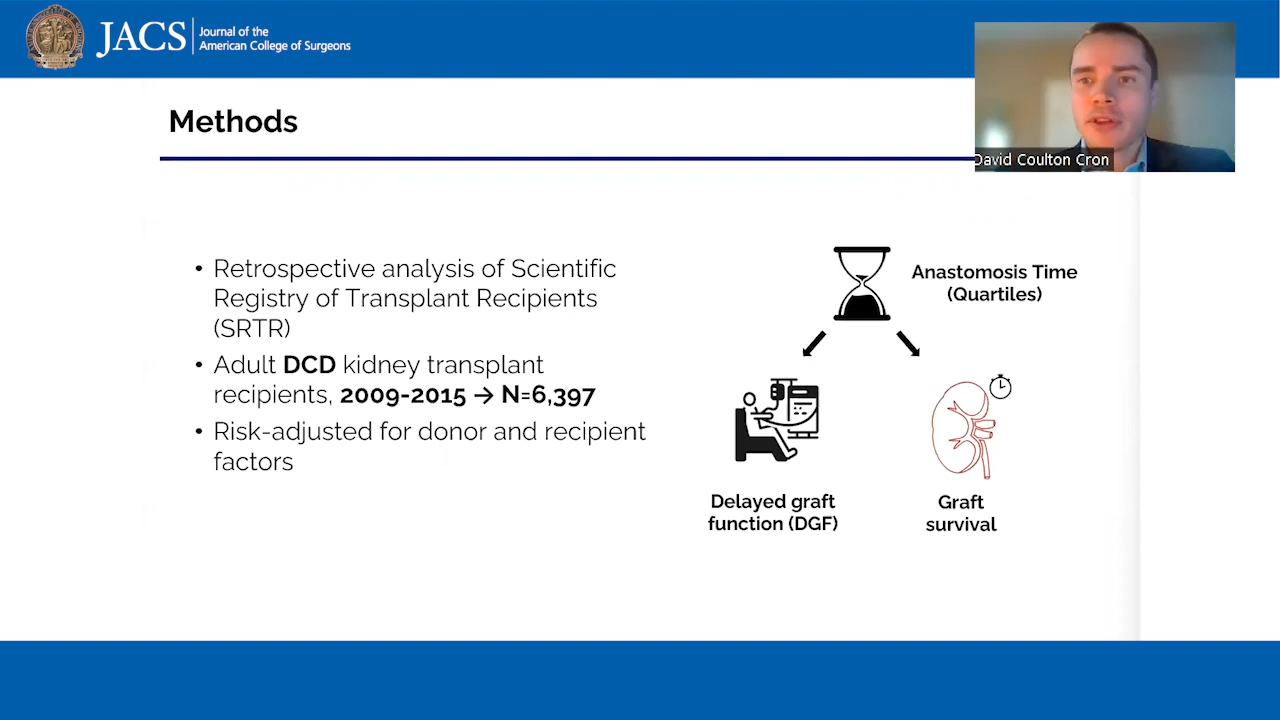 JACS
Journal of the
American College of Surgeons
David Coulton Cron
Methods
• Retrospective analysis of Scientific
Registry of Transplant Recipients
(SRTR)
• Adult DCD kidney transplant
recipients, 2009-2015 → N=6,397
• Risk-adjusted for donor and recipient
factors
Anastomosis Time
(Quartiles)
Delayed graft
function (DGF)
Graft
survival